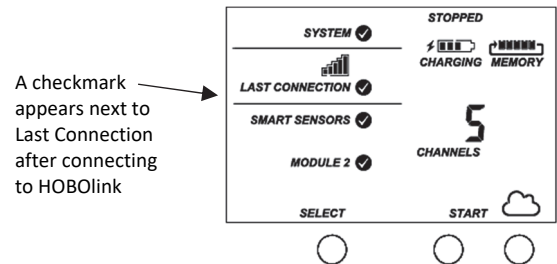 A checkmark
appears next to
Last Connection
after connecting
to HOBOlink
SYSTEM
STOPPED
CHARGING MEMORY
LAST CONNECTION
SMART SENSORS
5
CHANNELS
MODULE 2
SELECT
START